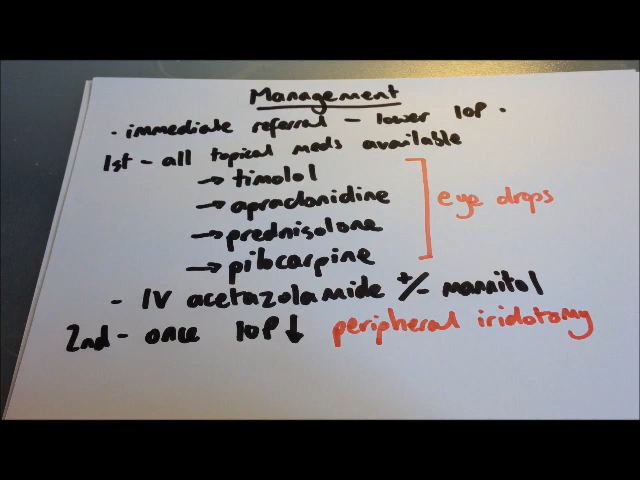 Management
• immediate referral - lower IOP •
1st - all topical meds available
→ timolol
→ apraclonidine
→ prednisolone
→ pilocarpine
eye drops
- IV acetazolamide +/- mannitol
2nd - once IOP ↓ peripheral iridotomy